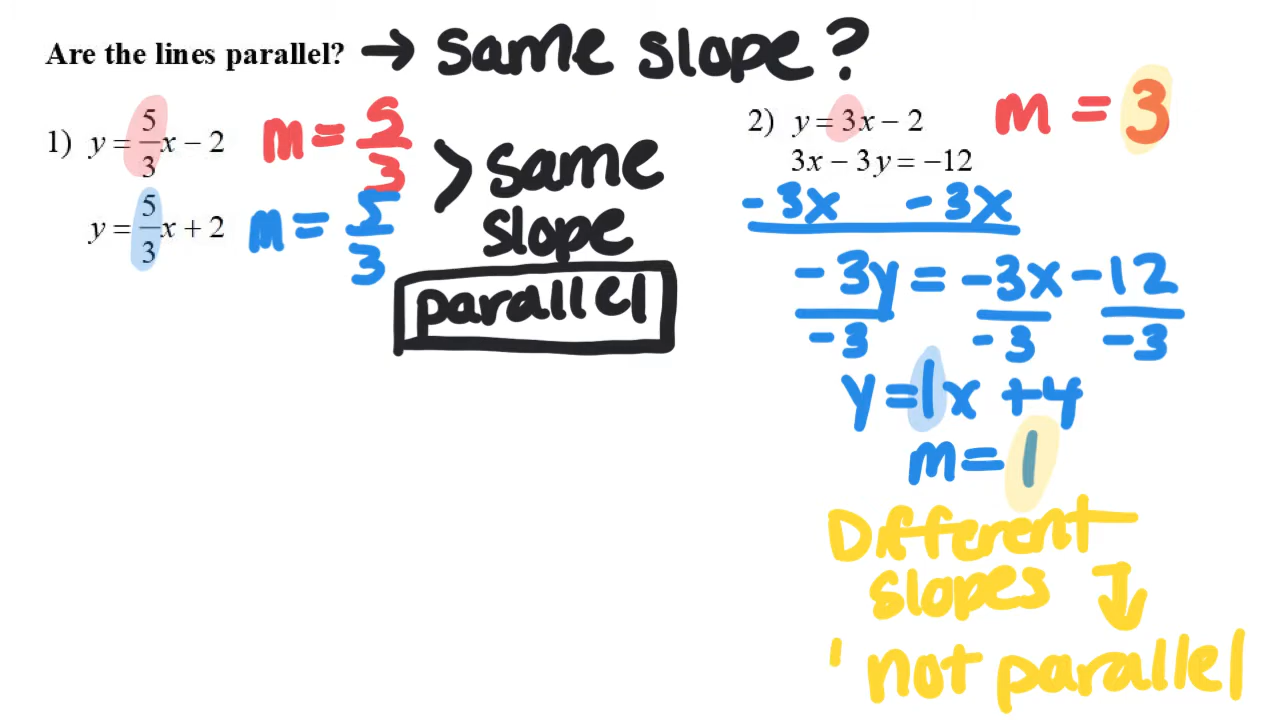 Are the lines parallel? → same slope?
1) y = 5/3 x − 2 m = 5/3
y = 5/3 x + 2 m = 5/3
> same
slope
parallel
2) y = 3x − 2 m = 3
3x − 3y = −12
-3x -3x
-3y = -3x -12
-3 -3 -3
y = 1x + 4
m = 1
Different
slopes ↓
not parallel